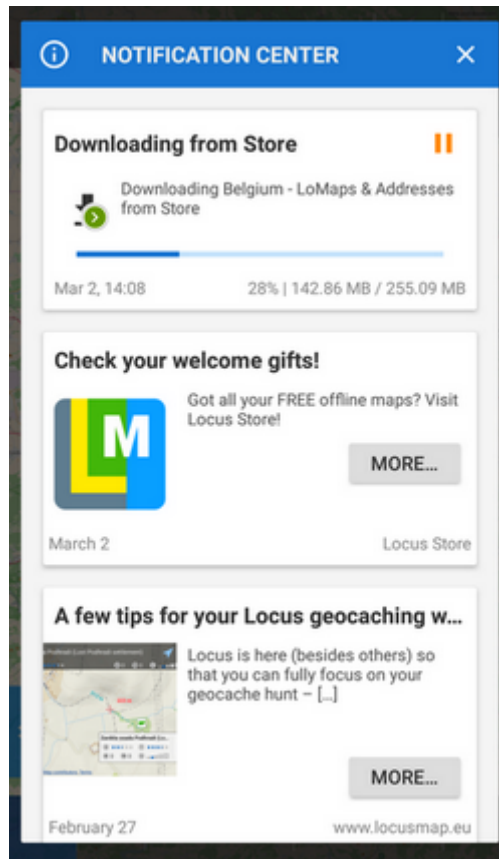 NOTIFICATION CENTER
Downloading from Store
Downloading Belgium - LoMaps & Addresses
from Store
Mar 2, 14:08
28% | 142.86 MB / 255.09 MB
Check your welcome gifts!
LM
Got all your FREE offline maps? Visit
Locus Store!
MORE...
March 2
Locus Store
A few tips for your Locus geocaching w...
Locus is here (besides others) so
that you can fully focus on your
geocache hunt – [...]
MORE...
February 27
www.locusmap.eu